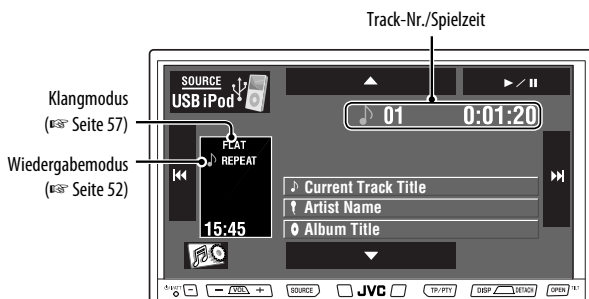 Track-Nr./Spielzeit
SOURCE
USB iPod
Klangmodus
(☞ Seite 57)
01 0:01:20
FLAT
REPEAT
Wiedergabemodus
(☞ Seite 52)
Current Track Title
Artist Name
Album Title
15:45
VOL
SOURCE
JVC
TP/PTY
DISP
DETACH
OPEN
TILT